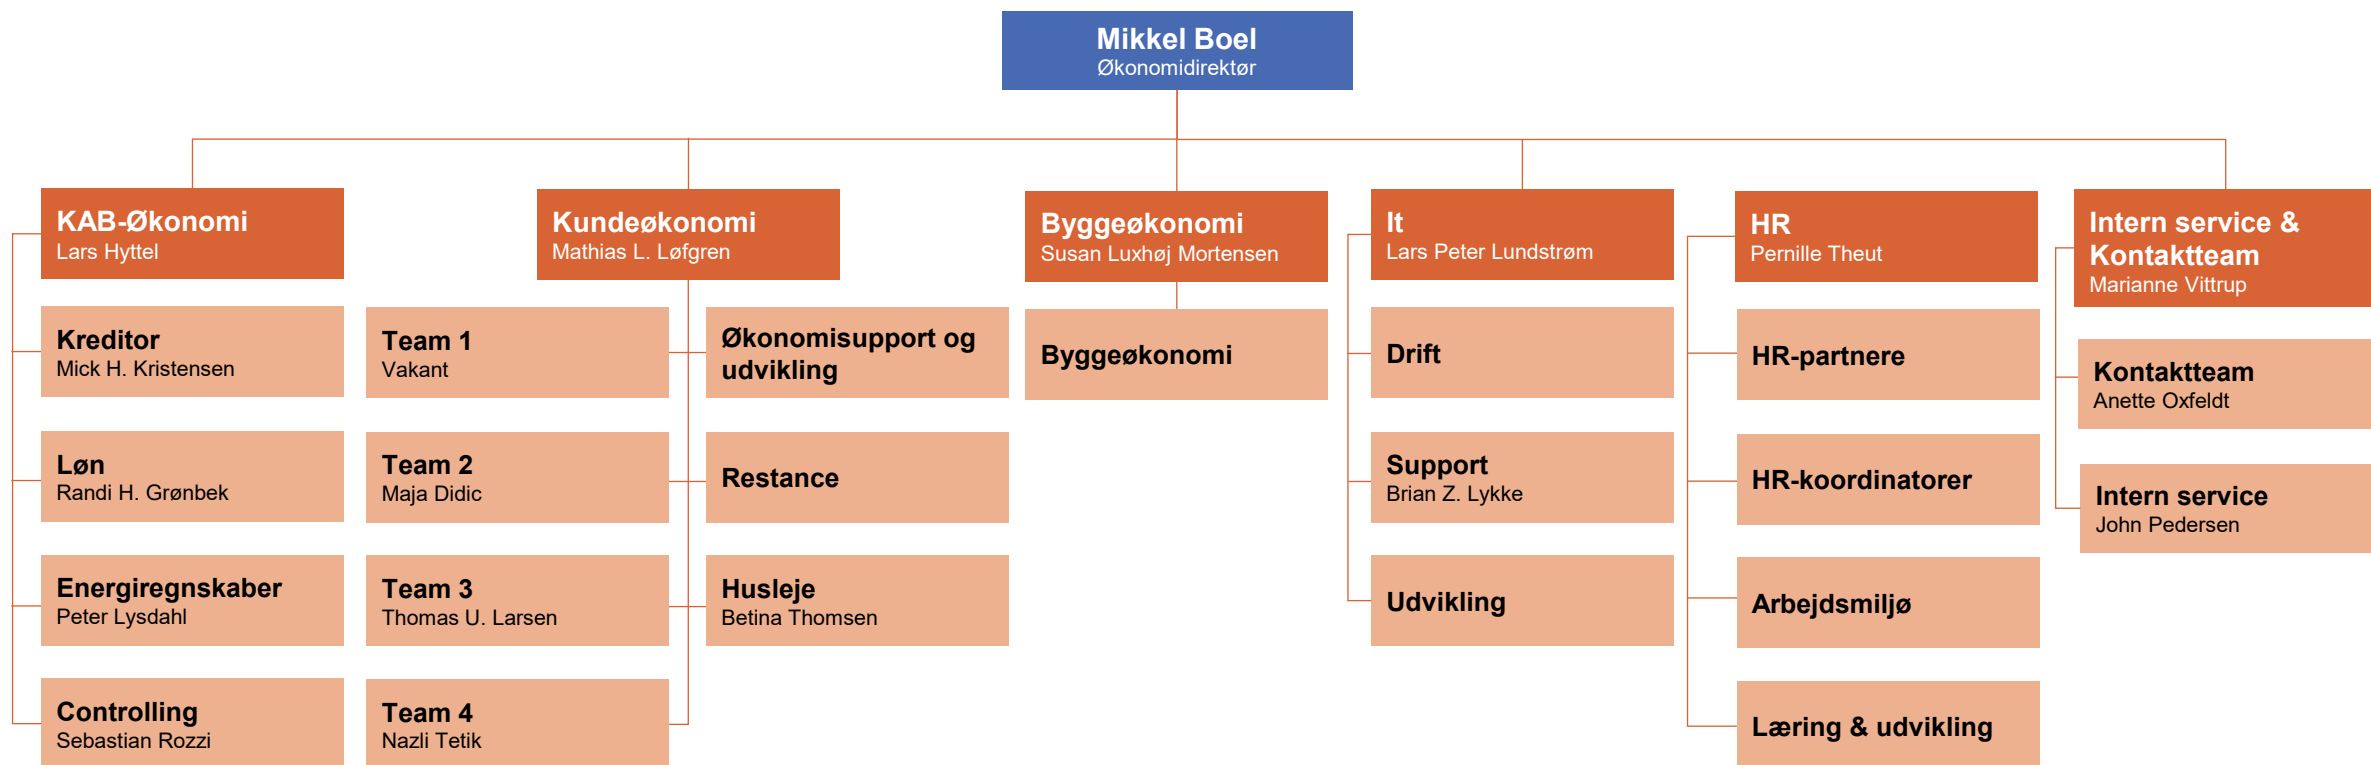 Mikkel Boel
Økonomidirektør
KAB-Økonomi
Lars Hyttel
Kreditor
Mick H. Kristensen
Løn
Randi H. Grønbek
Energiregnskaber
Peter Lysdahl
Controlling
Sebastian Rozzi
Kundeøkonomi
Mathias L. Løfgren
Team 1
Vakant
Team 2
Maja Didic
Team 3
Thomas U. Larsen
Team 4
Nazli Tetik
Økonomisupport og
udvikling
Restance
Husleje
Betina Thomsen
Byggeøkonomi
Susan Luxhøj Mortensen
Byggeøkonomi
It
Lars Peter Lundstrøm
Drift
Support
Brian Z. Lykke
Udvikling
HR
Pernille Theut
HR-partnere
HR-koordinatorer
Arbejdsmiljø
Læring & udvikling
Intern service &
Kontaktteam
Marianne Vittrup
Kontaktteam
Anette Oxfeldt
Intern service
John Pedersen